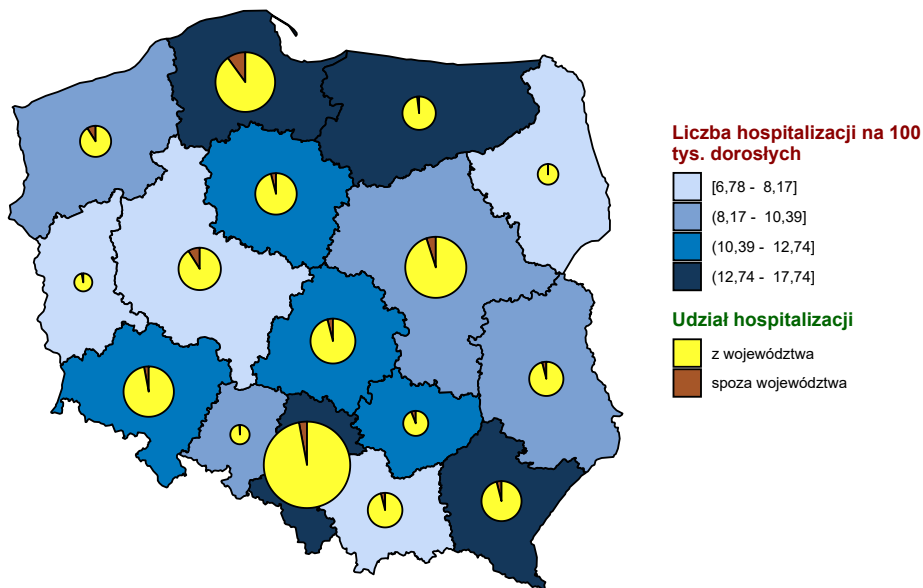 Liczba hospitalizacji na 100
tys. dorosłych
[6,78 - 8,17]
(8,17 - 10,39]
(10,39 - 12,74]
(12,74 - 17,74]
Udział hospitalizacji
z województwa
spoza województwa